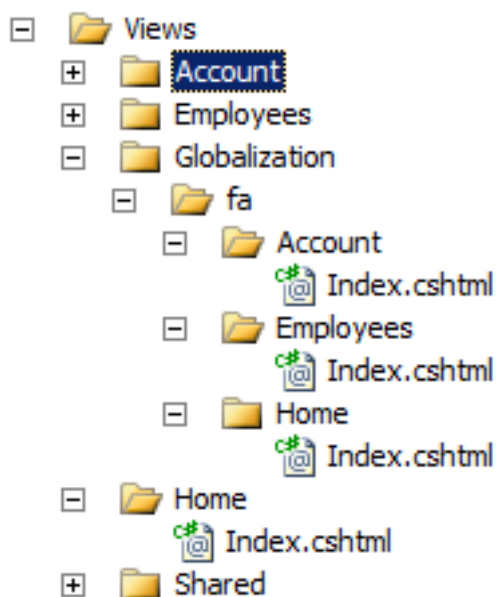 Views
Account
Employees
Globalization
fa
Account
Index.cshtml
Employees
Index.cshtml
Home
Index.cshtml
Home
Index.cshtml
Shared